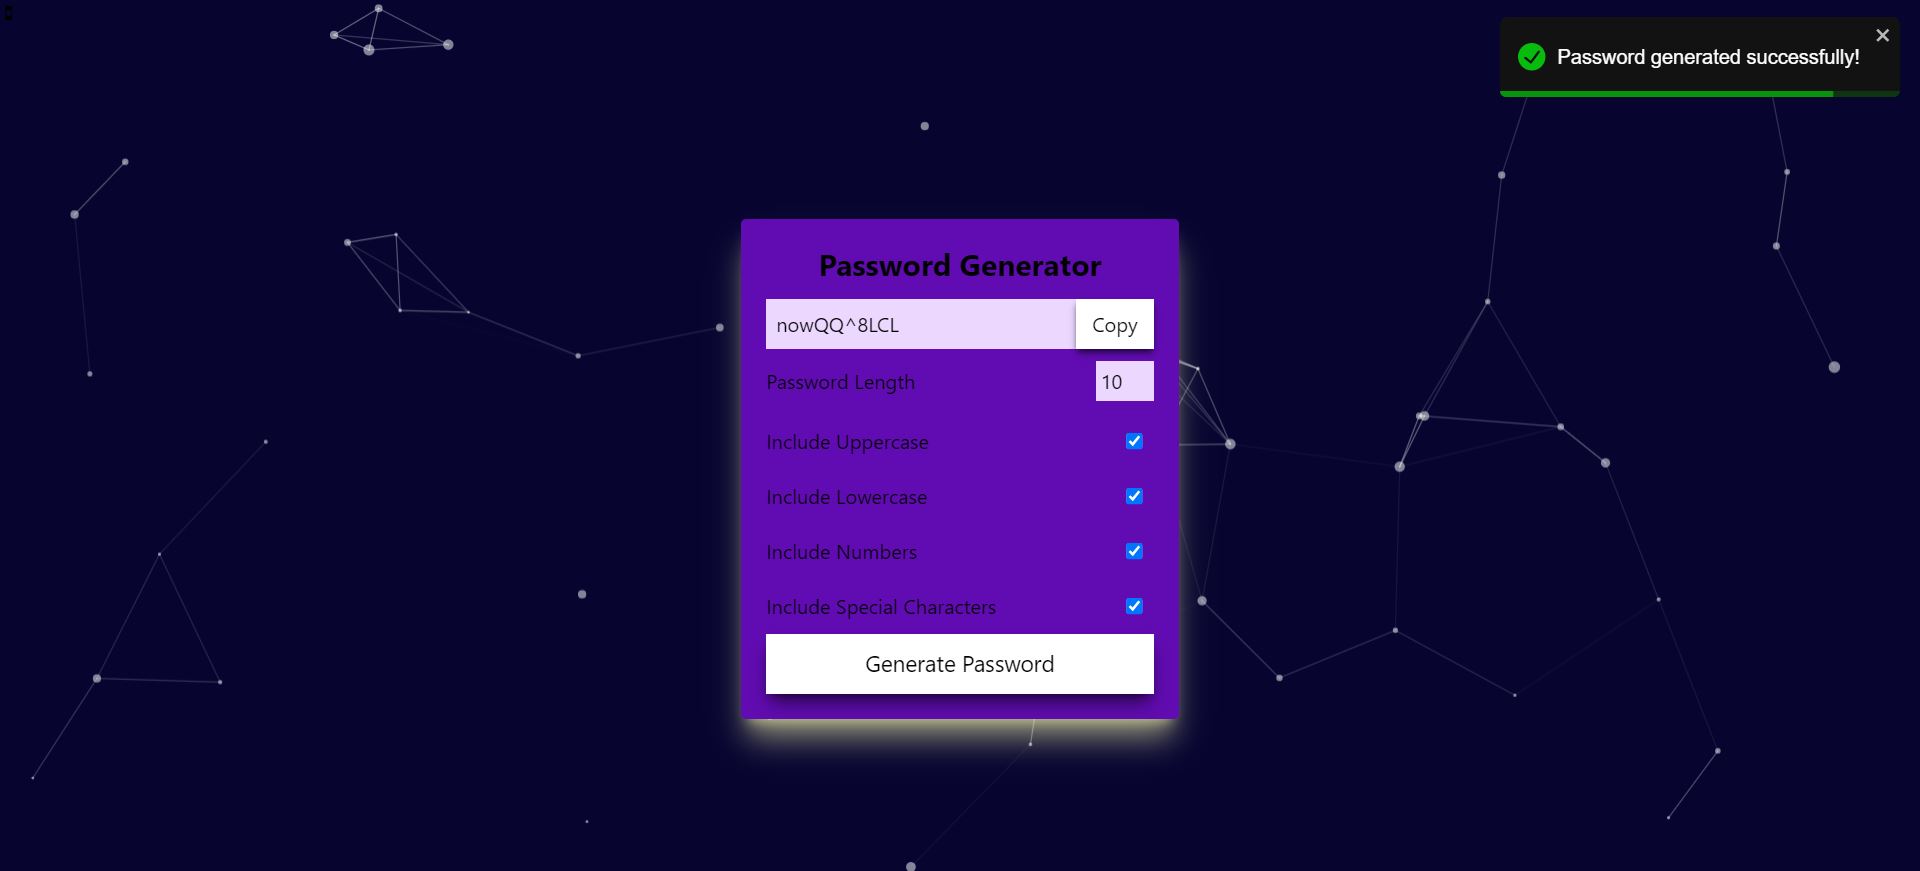 Password generated successfully!
Password Generator
nowQQ^8LCL
Copy
Password Length
10
Include Uppercase
Include Lowercase
Include Numbers
Include Special Characters
Generate Password